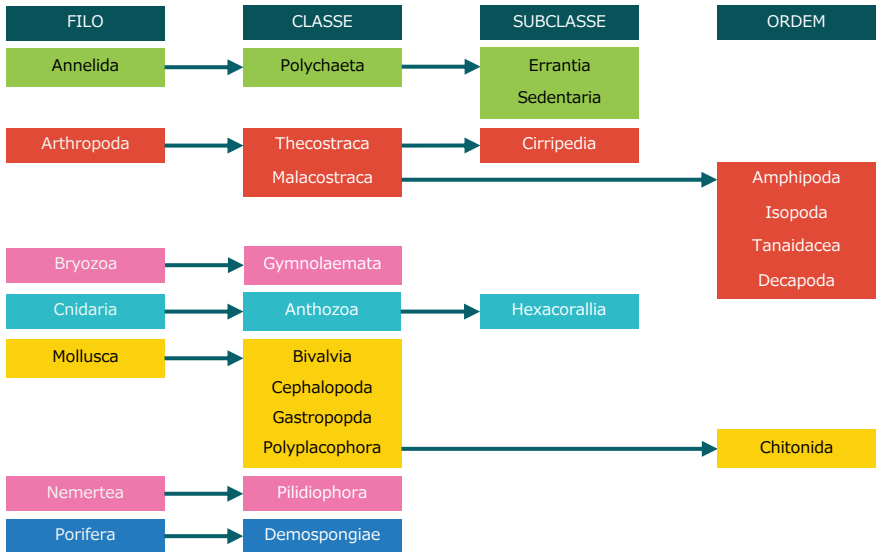 FILO CLASSE SUBCLASSE ORDEM
Annelida Polychaeta Errantia
Sedentaria
Arthropoda Thecostraca Cirripedia
Malacostraca Amphipoda
Isopoda
Tanaidacea
Decapoda
Bryozoa Gymnolaemata
Cnidaria Anthozoa Hexacorallia
Mollusca Bivalvia
Cephalopoda
Gastropopda
Polyplacophora Chitonida
Nemertea Pilidiophora
Porifera Demospongiae